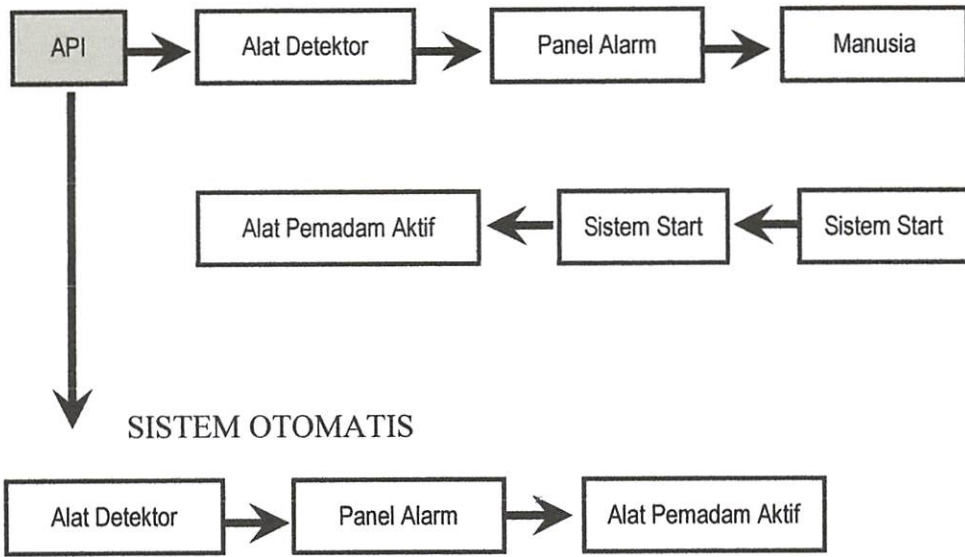 API
Alat Detektor
Panel Alarm
Manusia
Alat Pemadam Aktif
Sistem Start
Sistem Start
SISTEM OTOMATIS
Alat Detektor
Panel Alarm
Alat Pemadam Aktif